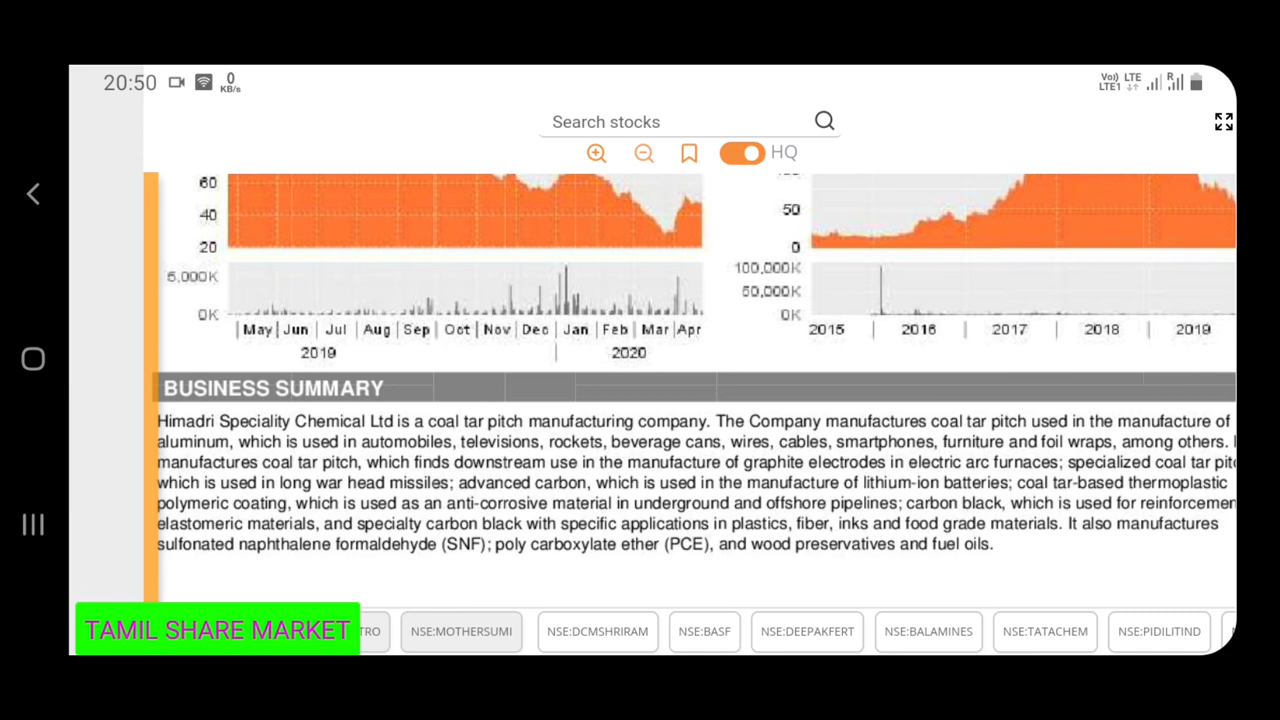 20:50 0 KB/s Vo)) LTE1 LTE R
Search stocks
HQ
60
40
20
5,000K
0K
May Jun Jul Aug Sep Oct Nov Dec Jan Feb Mar Apr
2019 2020
50
0
100,000K
50,000K
0K
2015 2016 2017 2018 2019
BUSINESS SUMMARY
Himadri Speciality Chemical Ltd is a coal tar pitch manufacturing company. The Company manufactures coal tar pitch used in the manufacture of
aluminum, which is used in automobiles, televisions, rockets, beverage cans, wires, cables, smartphones, furniture and foil wraps, among others.
manufactures coal tar pitch, which finds downstream use in the manufacture of graphite electrodes in electric arc furnaces; specialized coal tar
which is used in long war head missiles; advanced carbon, which is used in the manufacture of lithium-ion batteries; coal tar-based thermoplastic
polymeric coating, which is used as an anti-corrosive material in underground and offshore pipelines; carbon black, which is used for
elastomeric materials, and specialty carbon black with specific applications in plastics, fiber, inks and food grade materials. It also manufactures
sulfonated naphthalene formaldehyde (SNF); poly carboxylate ether (PCE), and wood preservatives and fuel oils.
TAMIL SHARE MARKET TRO NSE:MOTHERSUMI NSE:DCMSHRIRAM NSE:BASF NSE:DEEPAKFERT NSE:BALAMINES NSE:TATACHEM NSE:PIDILITIND